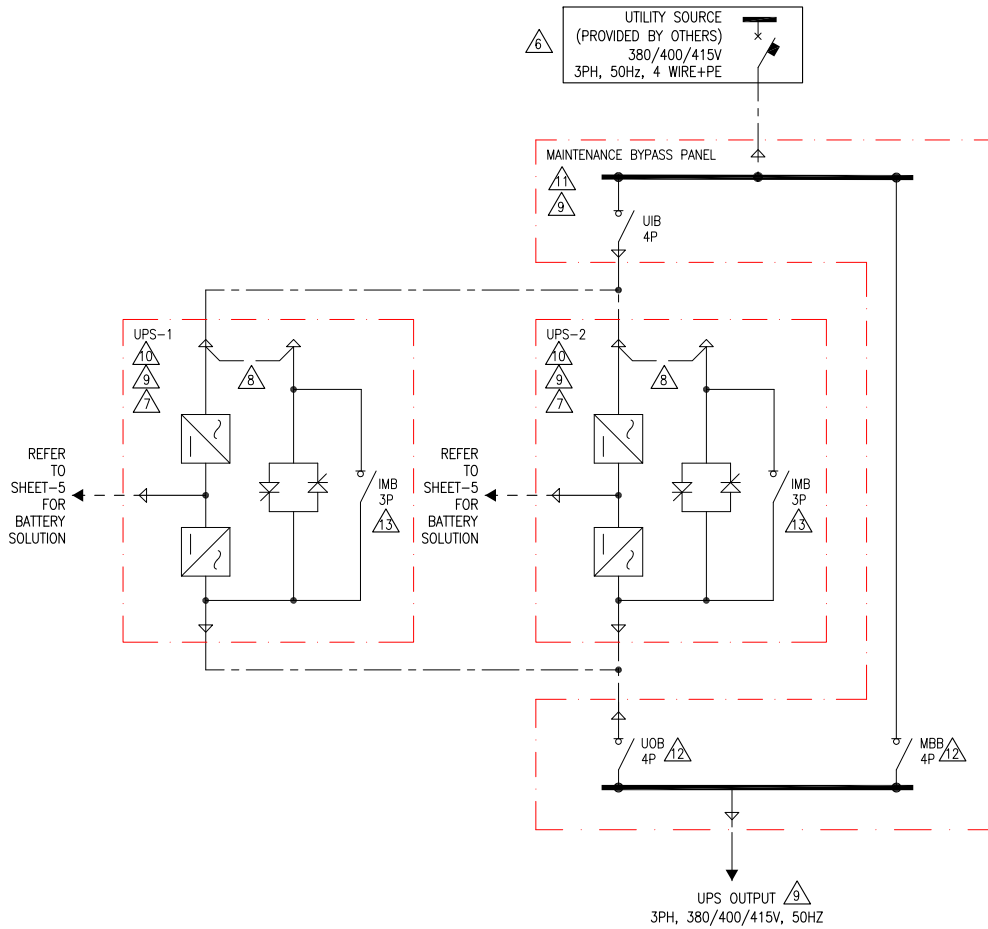 UTILITY SOURCE
(PROVIDED BY OTHERS)
380/400/415V
3PH, 50Hz, 4 WIRE+PE
6
MAINTENANCE BYPASS PANEL
11
9
UIB
4P
UPS-1
10
9
7
8
IMB
3P
13
REFER
TO
SHEET-5
FOR
BATTERY
SOLUTION
UPS-2
10
9
7
8
IMB
3P
13
REFER
TO
SHEET-5
FOR
BATTERY
SOLUTION
UOB
4P
12
MBB
4P
12
UPS OUTPUT 9
3PH, 380/400/415V, 50HZ